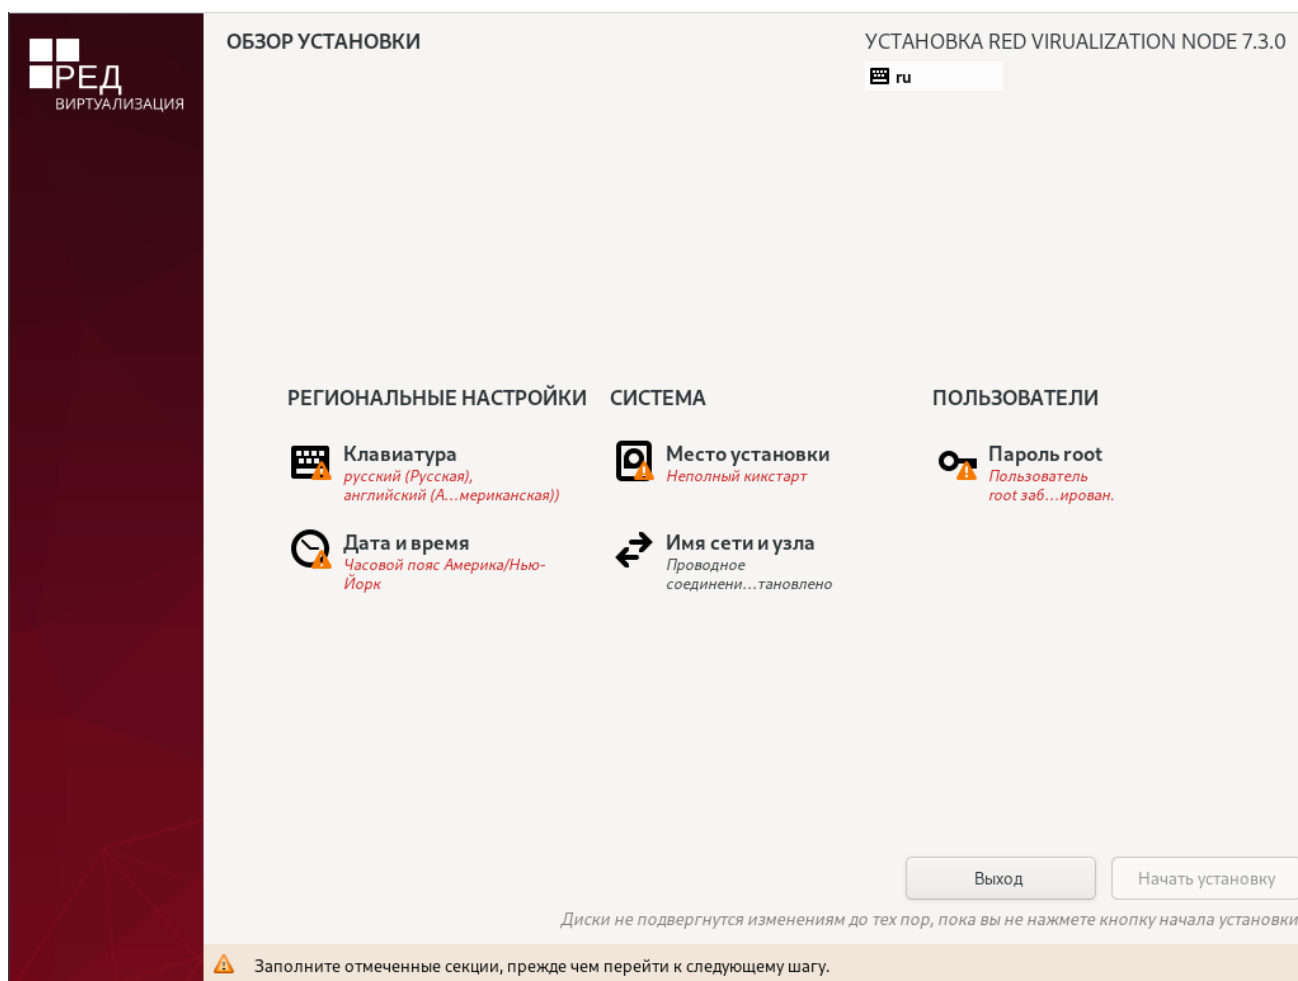 РЕД
ВИРТУАЛИЗАЦИЯ
ОБЗОР УСТАНОВКИ
УСТАНОВКА RED VIRUALIZATION NODE 7.3.0
ru
РЕГИОНАЛЬНЫЕ НАСТРОЙКИ
Клавиатура
русский (Русская),
английский (А...мериканская))
Дата и время
Часовой пояс Америка/Нью-
Йорк
СИСТЕМА
Место установки
Неполный кикстарт
Имя сети и узла
Проводное
соединени...тановлено
ПОЛЬЗОВАТЕЛИ
Пароль root
Пользователь
root заб...ирован.
Выход
Начать установку
Диски не подвергнутся изменениям до тех пор, пока вы не нажмете кнопку начала установки
Заполните отмеченные секции, прежде чем перейти к следующему шагу.